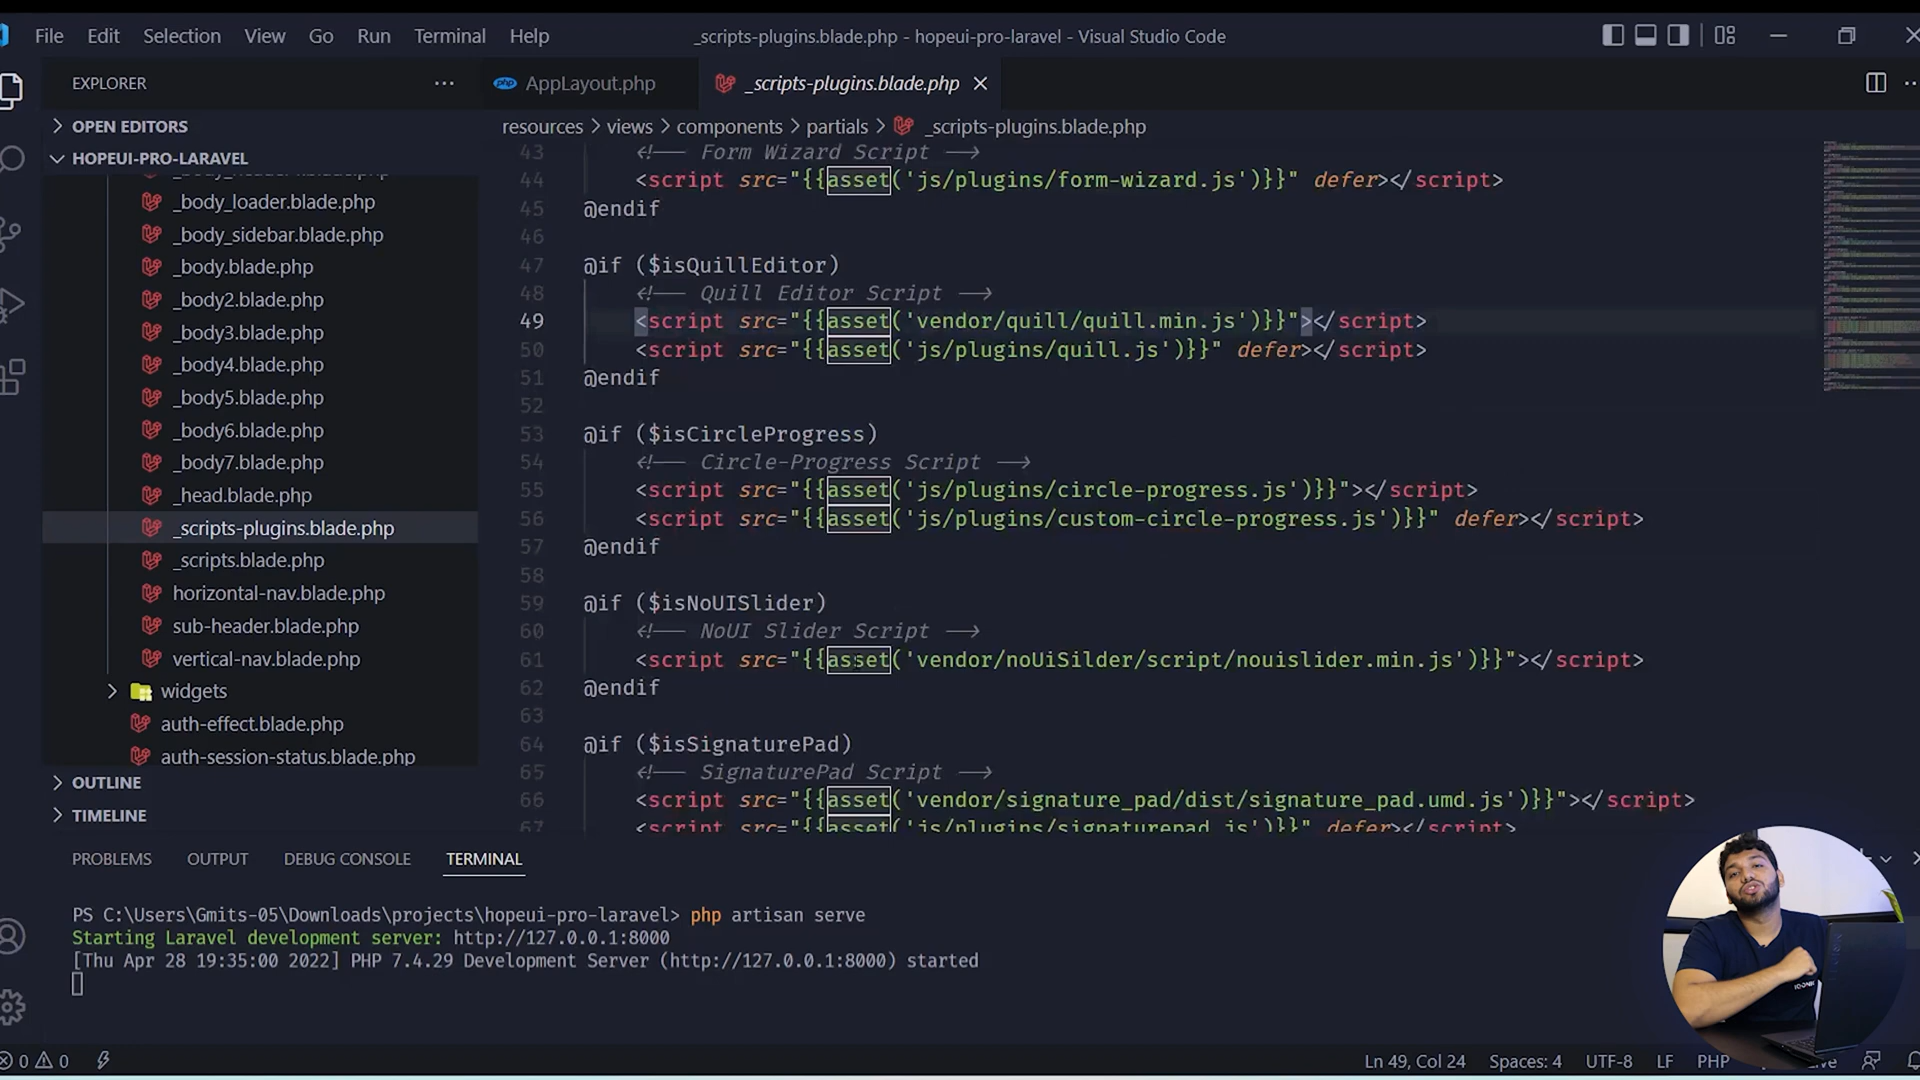 File Edit Selection View Go Run Terminal Help
_scripts-plugins.blade.php - hopeui-pro-laravel - Visual Studio Code
EXPLORER
OPEN EDITORS
HOPEUI-PRO-LARAVEL
_body_loader.blade.php
_body_sidebar.blade.php
_body.blade.php
_body2.blade.php
_body3.blade.php
_body4.blade.php
_body5.blade.php
_body6.blade.php
_body7.blade.php
_head.blade.php
_scripts-plugins.blade.php
_scripts.blade.php
horizontal-nav.blade.php
sub-header.blade.php
vertical-nav.blade.php
widgets
auth-effect.blade.php
auth-session-status.blade.php
OUTLINE
TIMELINE
php AppLayout.php _scripts-plugins.blade.php
resources > views > components > partials > _scripts-plugins.blade.php
43 <!-- Form Wizard Script -->
44 <script src="{{asset('js/plugins/form-wizard.js')}}" defer></script>
45 @endif
46
47 @if ($isQuillEditor)
48 <!-- Quill Editor Script -->
49 <script src="{{asset('vendor/quill/quill.min.js')}}"></script>
50 <script src="{{asset('js/plugins/quill.js')}}" defer></script>
51 @endif
52
53 @if ($isCircleProgress)
54 <!-- Circle-Progress Script -->
55 <script src="{{asset('js/plugins/circle-progress.js')}}"></script>
56 <script src="{{asset('js/plugins/custom-circle-progress.js')}}" defer></script>
57 @endif
58
59 @if ($isNoUISlider)
60 <!-- NoUI Slider Script -->
61 <script src="{{asset('vendor/noUiSilder/script/nouislider.min.js')}}"></script>
62 @endif
63
64 @if ($isSignaturePad)
65 <!-- SignaturePad Script -->
66 <script src="{{asset('vendor/signature_pad/dist/signature_pad.umd.js')}}"></script>
67 <script src="{{asset('js/plugins/signaturepad.js')}}" defer></script>
PROBLEMS OUTPUT DEBUG CONSOLE TERMINAL
PS C:\Users\Gmits-05\Downloads\projects\hopeui-pro-laravel> php artisan serve
Starting Laravel development server: http://127.0.0.1:8000
[Thu Apr 28 19:35:00 2022] PHP 7.4.29 Development Server (http://127.0.0.1:8000) started
0 0 Ln 49, Col 24 Spaces: 4 UTF-8 LF PHP